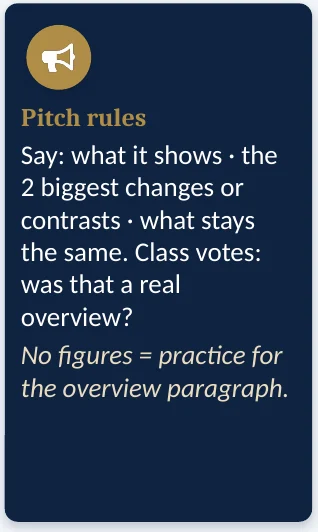 Pitch rules
Say: what it shows · the
2 biggest changes or
contrasts · what stays
the same. Class votes:
was that a real
overview?
No figures = practice for
the overview paragraph.